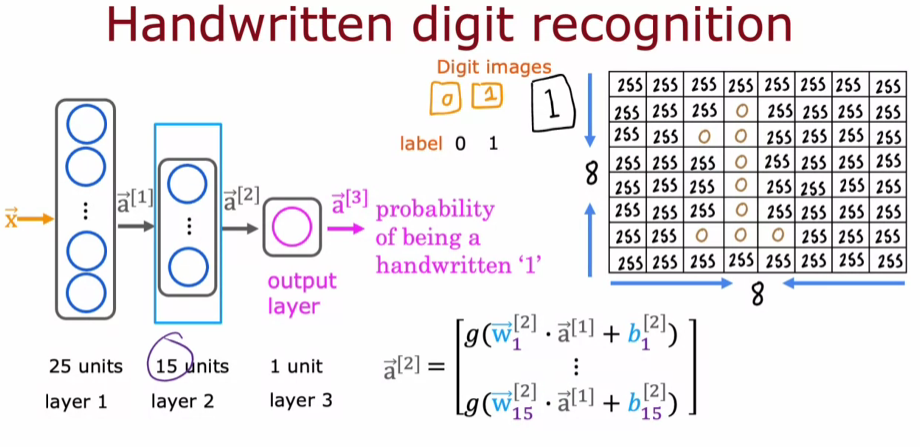 Handwritten digit recognition
Digit images
0 1
label 0 1
1
8
255 255 255 255 255 255 255 255
255 255 255 0 255 255 255 255
255 255 0 0 255 255 255 255
255 255 255 0 255 255 255 255
255 255 255 0 255 255 255 255
255 255 255 0 255 255 255 255
255 255 0 0 0 255 255 255
255 255 255 255 255 255 255 255
8
x⃗
a⃗^[1]
a⃗^[2]
a⃗^[3]
probability
of being a
handwritten ‘1’
output
layer
25 units
layer 1
15 units
layer 2
1 unit
layer 3
a⃗^[2] =
g(w⃗_1^[2] · a⃗^[1] + b_1^[2])
⋮
g(w⃗_15^[2] · a⃗^[1] + b_15^[2])